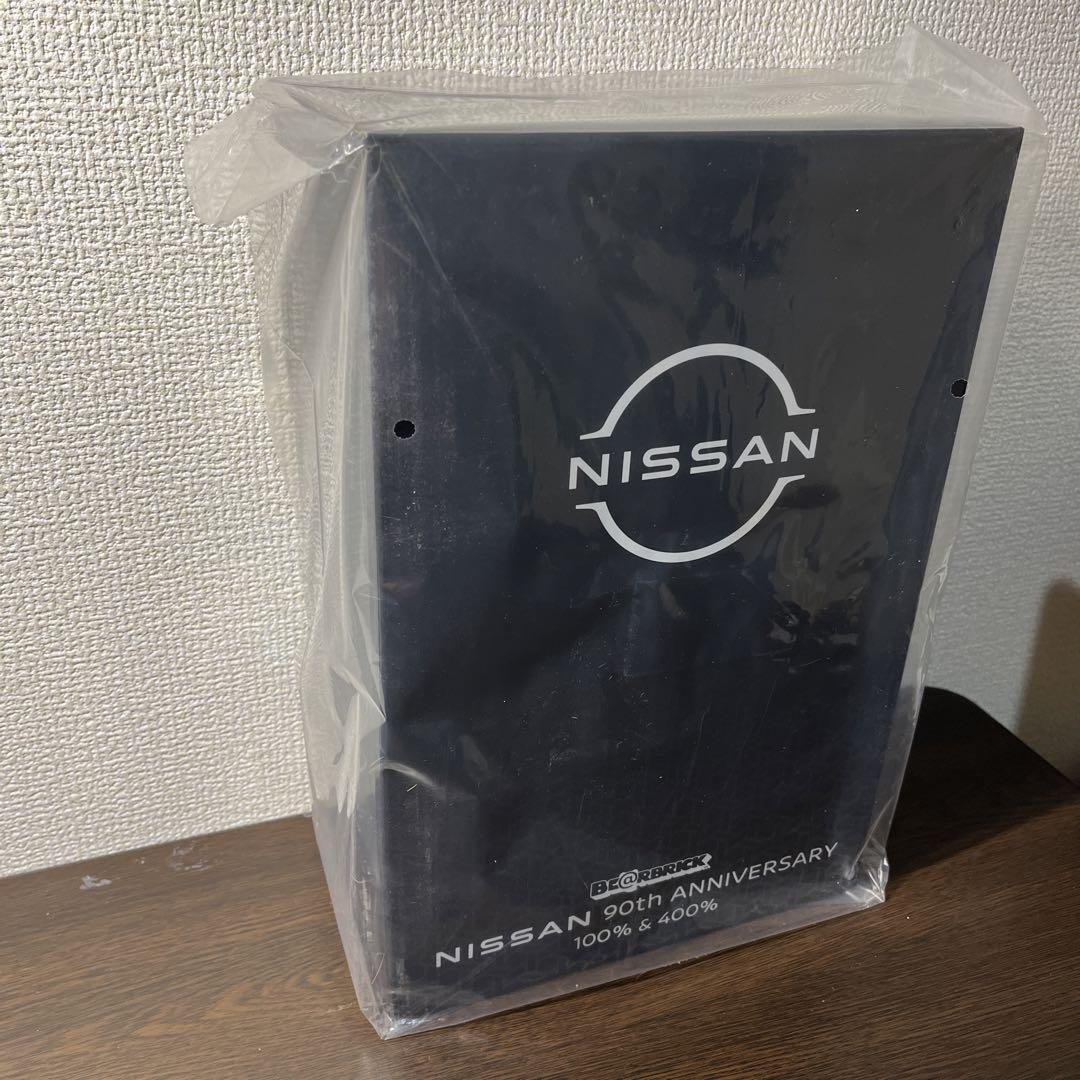 NISSAN
BE@RBRICK
NISSAN 90th ANNIVERSARY
100% & 400%